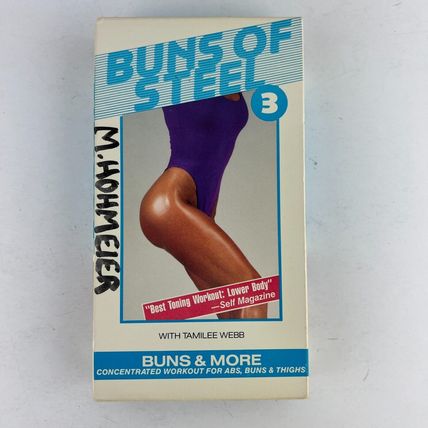 BUNS OF
STEEL
3
M. HOHMEIER
"Best Toning Workout: Lower Body"
—Self Magazine
WITH TAMILEE WEBB
BUNS & MORE
CONCENTRATED WORKOUT FOR ABS, BUNS & THIGHS